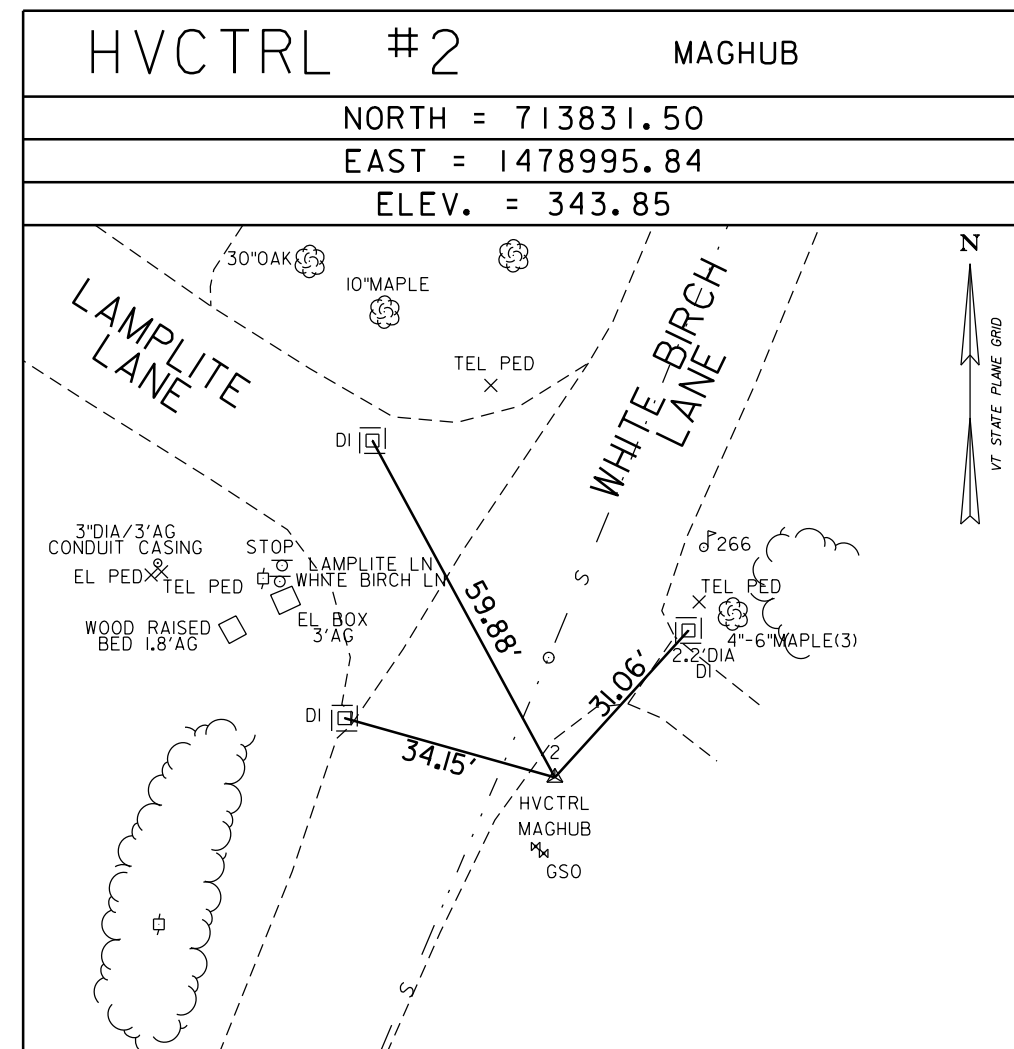 HVCTRL #2
MAGHUB
NORTH = 713831.50
EAST = 1478995.84
ELEV. = 343.85
N
VT STATE PLANE GRID
30"OAK
10"MAPLE
LAMPLITE
LANE
TEL PED
WHITE BIRCH
LANE
DI
3"DIA/3'AG
CONDUIT CASING
EL PED
TEL PED
STOP
LAMPLITE LN
WHITE BIRCH LN
EL BOX
3'AG
WOOD RAISED
BED 1.8'AG
59.88'
S
266
TEL PED
4"-6"MAPLE(3)
2.2'DIA
DI
31.06'
DI
34.15'
2
HVCTRL
MAGHUB
GSO
S